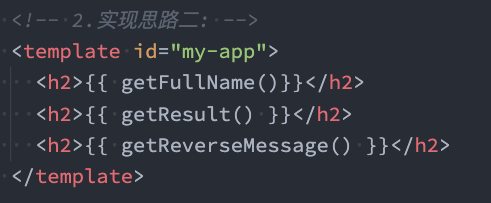 <!-- 2.实现思路二: -->
<template id="my-app">
<h2>{{ getFullName()}}</h2>
<h2>{{ getResult() }}</h2>
<h2>{{ getReverseMessage() }}</h2>
</template>